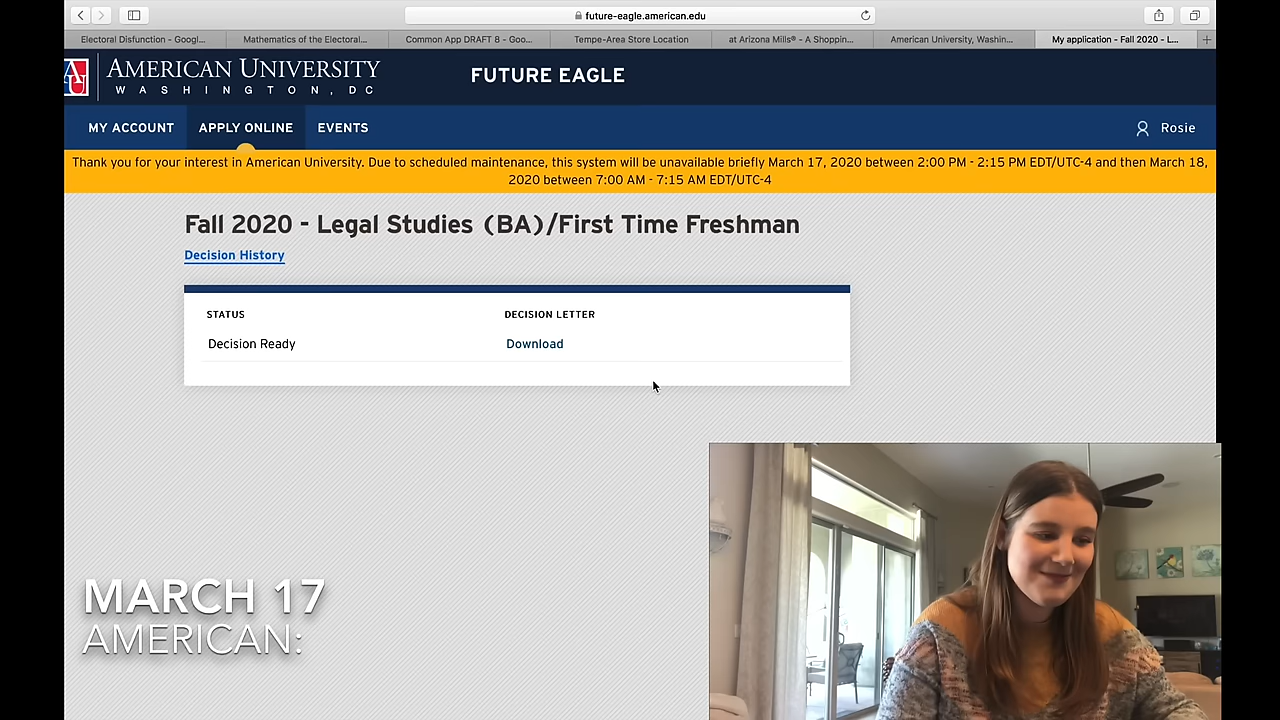 future-eagle.american.edu
Electoral Disfunction - Googl...
Mathematics of the Electoral...
Common App DRAFT 8 - Goo...
Tempe-Area Store Location
at Arizona Mills® - A Shoppin...
American University, Washin...
My application - Fall 2020 - L...
AU
AMERICAN UNIVERSITY
WASHINGTON, DC
FUTURE EAGLE
MY ACCOUNT
APPLY ONLINE
EVENTS
Rosie
Thank you for your interest in American University. Due to scheduled maintenance, this system will be unavailable briefly March 17, 2020 between 2:00 PM - 2:15 PM EDT/UTC-4 and then March 18,
2020 between 7:00 AM - 7:15 AM EDT/UTC-4
Fall 2020 - Legal Studies (BA)/First Time Freshman
Decision History
STATUS
DECISION LETTER
Decision Ready
Download
MARCH 17
AMERICAN: